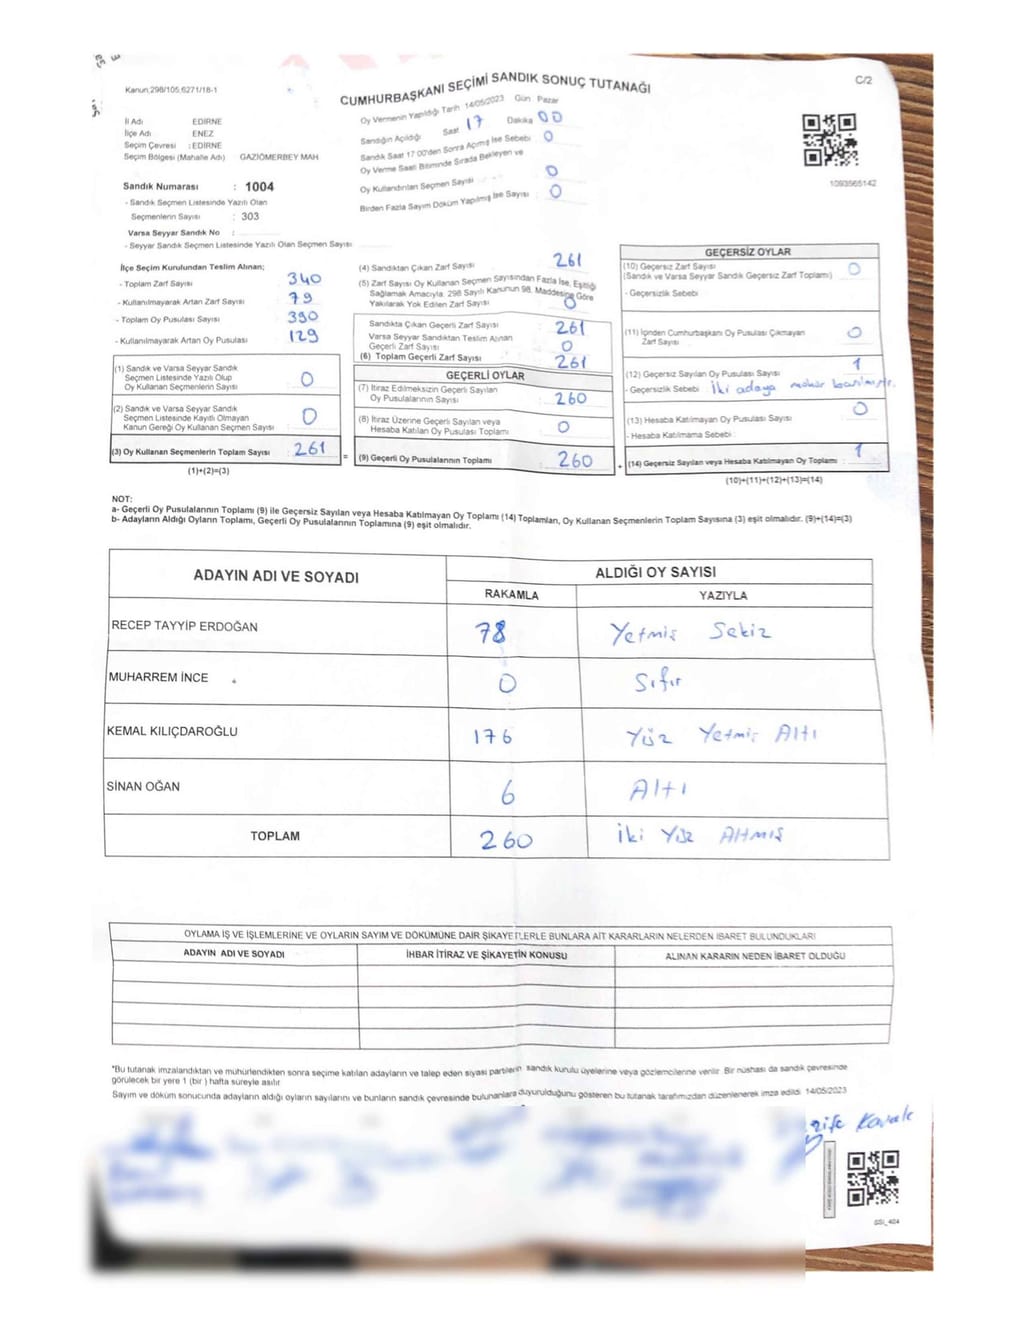 Kanun:298/105;6271/18-1
CUMHURBAŞKANI SEÇİMİ SANDIK SONUÇ TUTANAĞI
C/2
Oy Vermenin Yapıldığı Tarih 14/05/2023 Gün Pazar
Sandığın Açıldığı Saat 17 Dakika 00
Sandık Saat 17:00'den Sonra Açılmış İse Sebebi 0
Oy Verme Saati Bitiminde Sırada Bekleyen ve
Oy Kullandırılan Seçmen Sayısı 0
Birden Fazla Sayım Döküm Yapılmış İse Sayısı 0
İl Adı EDİRNE
İlçe Adı ENEZ
Seçim Çevresi : EDİRNE
Seçim Bölgesi (Mahalle Adı) GAZİÖMERBEY MAH
Sandık Numarası : 1004
- Sandık Seçmen Listesinde Yazılı Olan
Seçmenlerin Sayısı : 303
Varsa Seyyar Sandık No :
- Seyyar Sandık Seçmen Listesinde Yazılı Olan Seçmen Sayısı
1093565142
İlçe Seçim Kurulundan Teslim Alınan;
- Toplam Zarf Sayısı 340
- Kullanılmayarak Artan Zarf Sayısı 79
- Toplam Oy Pusulası Sayısı 390
- Kullanılmayarak Artan Oy Pusulası 129
(1) Sandık ve Varsa Seyyar Sandık
Seçmen Listesinde Yazılı Olup
Oy Kullanan Seçmenlerin Sayısı 0
(2) Sandık ve Varsa Seyyar Sandık
Seçmen Listesinde Kayıtlı Olmayan
Kanun Gereği Oy Kullanan Seçmen Sayısı 0
(3) Oy Kullanan Seçmenlerin Toplam Sayısı 261
(1)+(2)=(3)
(4) Sandıktan Çıkan Zarf Sayısı 261
(5) Zarf Sayısı Oy Kullanan Seçmen Sayısından Fazla İse, Eşitliği
Sağlamak Amacıyla, 298 Sayılı Kanunun 98. Maddesine Göre
Yakılarak Yok Edilen Zarf Sayısı 0
Sandıkta Çıkan Geçerli Zarf Sayısı 261
Varsa Seyyar Sandıktan Teslim Alınan
Geçerli Zarf Sayısı 0
(6) Toplam Geçerli Zarf Sayısı 261
GEÇERLİ OYLAR
(7) İtiraz Edilmeksizin Geçerli Sayılan
Oy Pusulalarının Sayısı 260
(8) İtiraz Üzerine Geçerli Sayılan veya
Hesaba Katılan Oy Pusulası Toplamı 0
= (9) Geçerli Oy Pusulalarının Toplamı 260
GEÇERSİZ OYLAR
(10) Geçersiz Zarf Sayısı 0
(Sandık ve Varsa Seyyar Sandık Geçersiz Zarf Toplamı)
- Geçersizlik Sebebi
(11) İçinden Cumhurbaşkanı Oy Pusulası Çıkmayan
Zarf Sayısı 0
(12) Geçersiz Sayılan Oy Pusulası Sayısı 1
- Geçersizlik Sebebi İki adaya mühür basılmıştır.
(13) Hesaba Katılmayan Oy Pusulası Sayısı 0
- Hesaba Katılmama Sebebi :
+ (14) Geçersiz Sayılan veya Hesaba Katılmayan Oy Toplamı : 1
(10)+(11)+(12)+(13)=(14)
NOT:
a- Geçerli Oy Pusulalarının Toplamı (9) ile Geçersiz Sayılan veya Hesaba Katılmayan Oy Toplamı (14) Toplamları, Oy Kullanan Seçmenlerin Toplam Sayısına (3) eşit olmalıdır. (9)+(14)=(3)
b- Adayların Aldığı Oyların Toplamı, Geçerli Oy Pusulalarının Toplamına (9) eşit olmalıdır.
ADAYIN ADI VE SOYADI
ALDIĞI OY SAYISI
RAKAMLA YAZIYLA
RECEP TAYYİP ERDOĞAN 78 Yetmiş Sekiz
MUHARREM İNCE 0 Sıfır
KEMAL KILIÇDAROĞLU 176 Yüz Yetmiş Altı
SİNAN OĞAN 6 Altı
TOPLAM 260 İki Yüz Altmış
OYLAMA İŞ VE İŞLEMLERİNE VE OYLARIN SAYIM VE DÖKÜMÜNE DAİR ŞİKAYETLERLE BUNLARA AİT KARARLARIN NELERDEN İBARET BULUNDUKLARI
ADAYIN ADI VE SOYADI İHBAR İTİRAZ VE ŞİKAYETİN KONUSU ALINAN KARARIN NEDEN İBARET OLDUĞU
*Bu tutanak imzalandıktan ve mühürlendikten sonra seçime katılan adayların ve talep eden siyasi partilerin sandık kurulu üyelerine veya gözlemcilerine verilir. Bir nüshası da sandık çevresinde
görülecek bir yere 1 (bir) hafta süreyle asılır
Sayım ve döküm sonucunda adayların aldığı oyların sayılarını ve bunların sandık çevresinde bulunanlara duyurulduğunu gösteren bu tutanak tarafımızdan düzenlenerek imza edildi. 14/05/2023